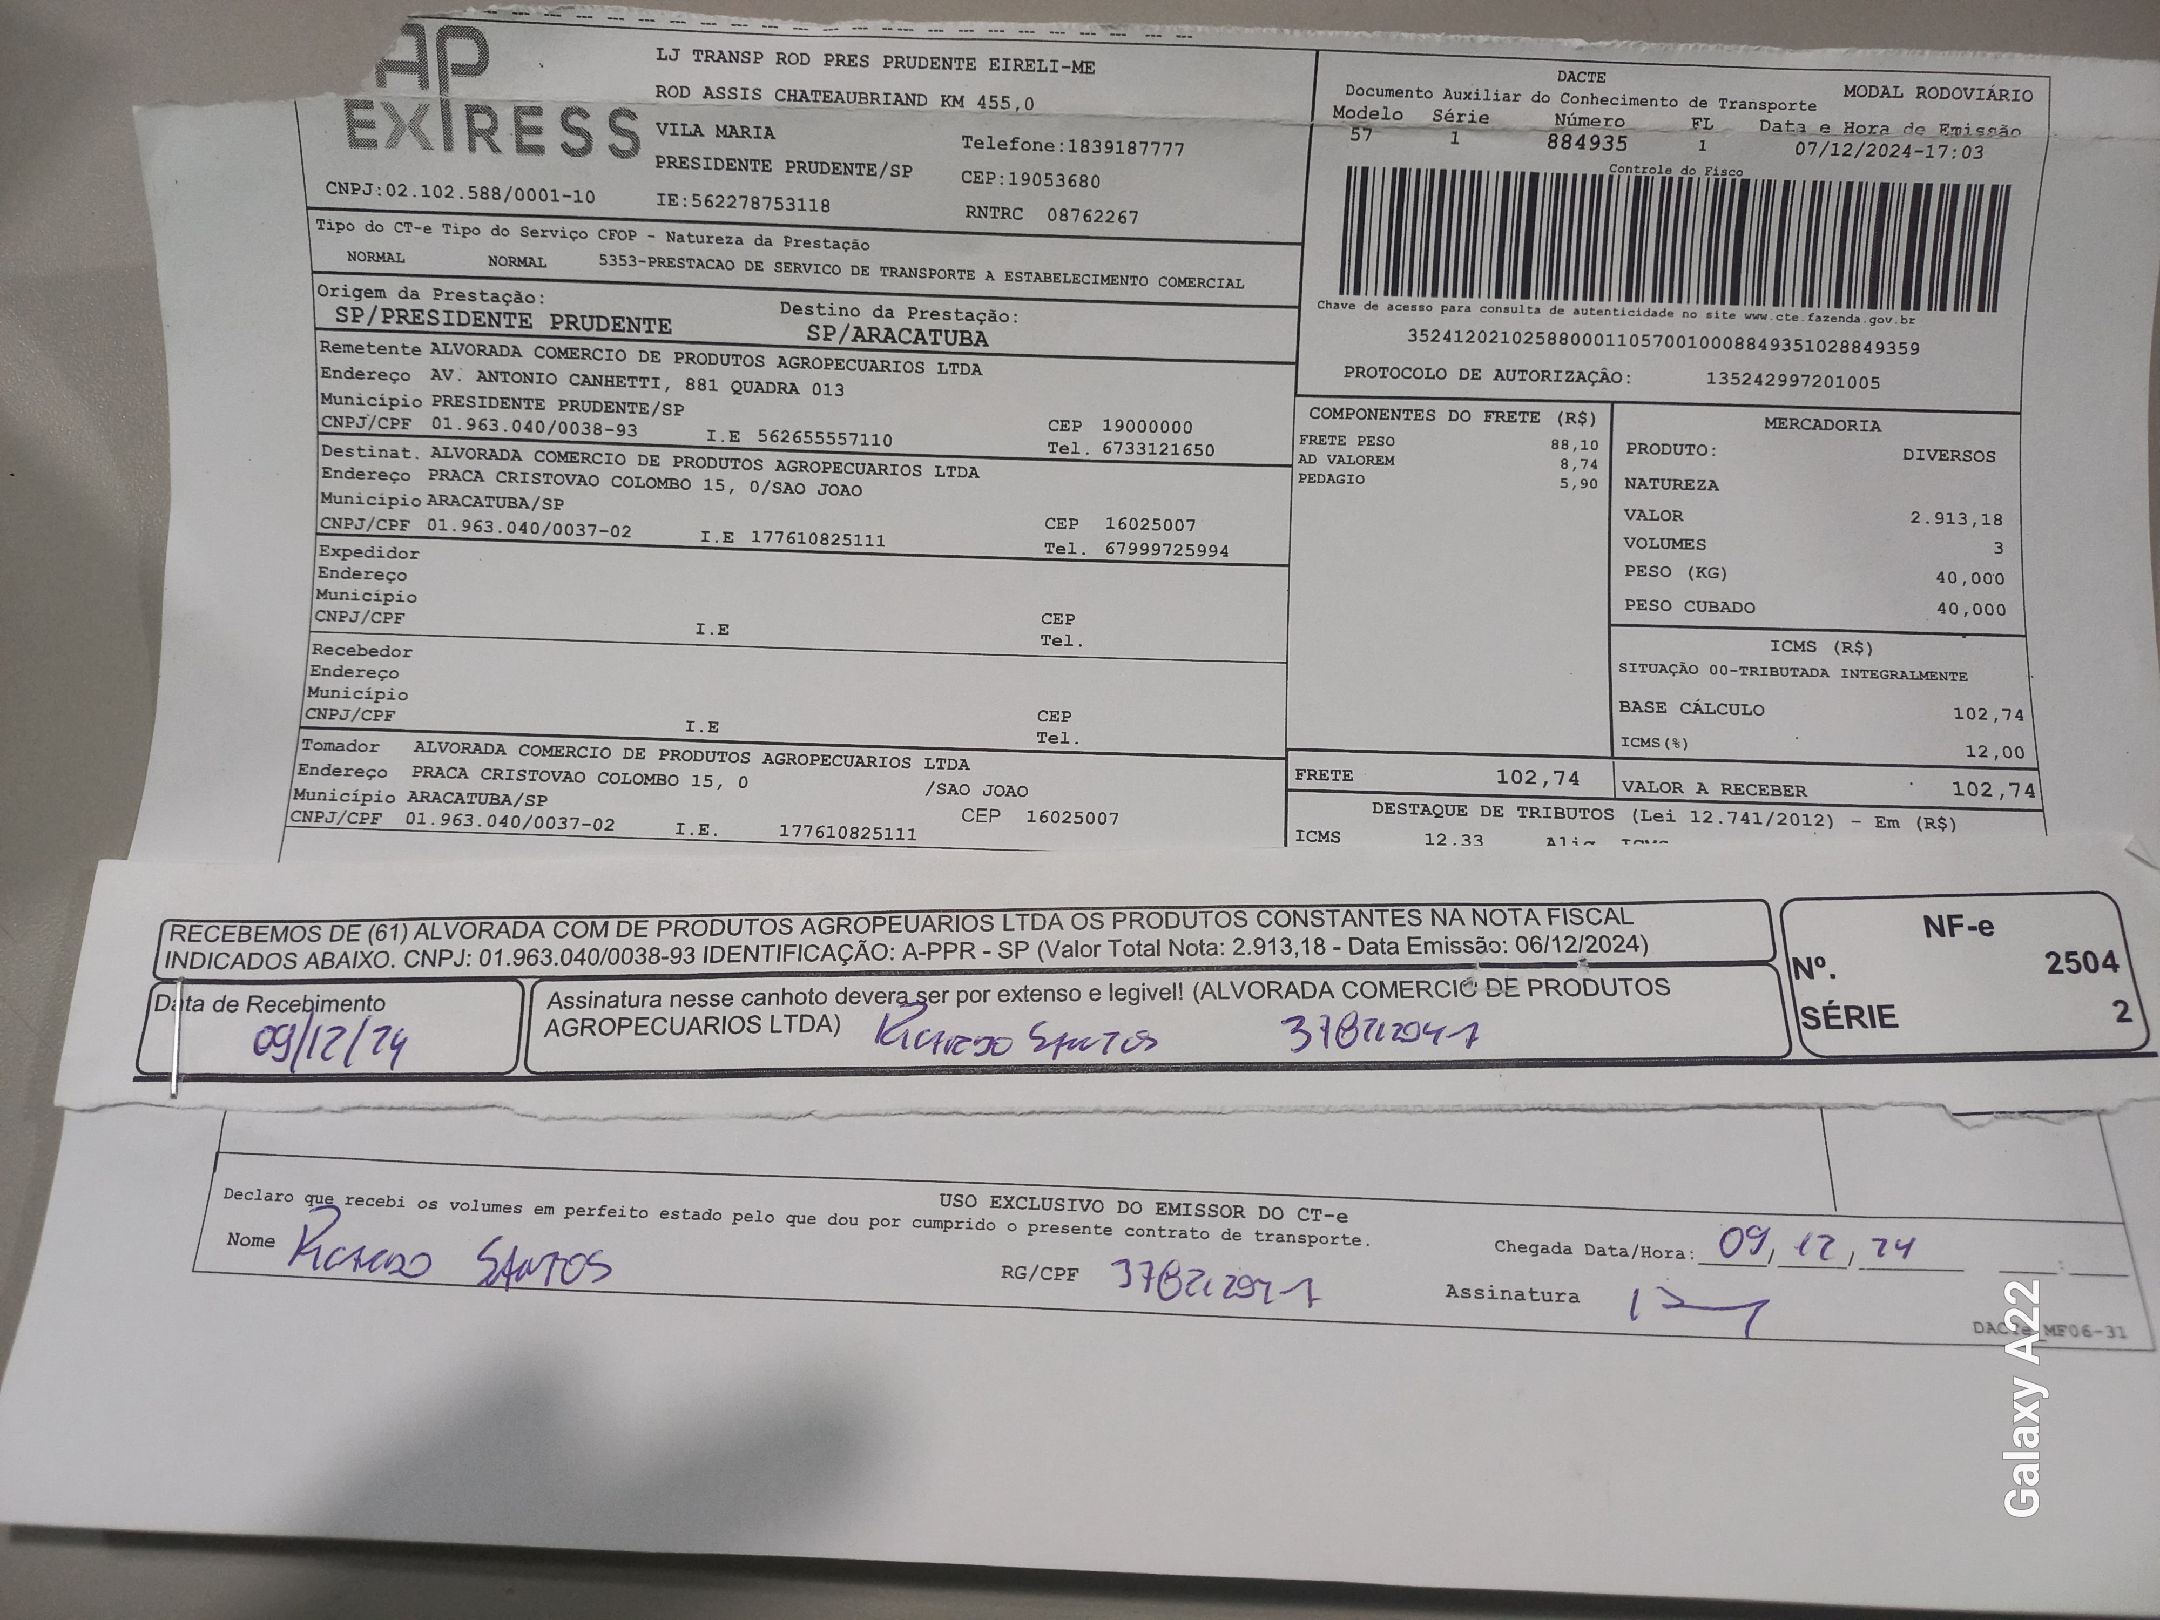 AP
EXPRESS
LJ TRANSP ROD PRES PRUDENTE EIRELI-ME
ROD ASSIS CHATEAUBRIAND KM 455,0
VILA MARIA
Telefone:1839187777
PRESIDENTE PRUDENTE/SP
CEP:19053680
CNPJ:02.102.588/0001-10
IE:562278753118
RNTRC 08762267
DACTE
MODAL RODOVIÁRIO
Documento Auxiliar do Conhecimento de Transporte
Modelo Série Número FL Data e Hora de Emissão
57 1 884935 1 07/12/2024-17:03
Controle do Fisco
Chave de acesso para consulta de autenticidade no site www.cte.fazenda.gov.br
35241202102588000110570010008849351028849359
PROTOCOLO DE AUTORIZAÇÃO: 135242997201005
Tipo do CT-e Tipo do Serviço CFOP - Natureza da Prestação
NORMAL NORMAL 5353-PRESTACAO DE SERVICO DE TRANSPORTE A ESTABELECIMENTO COMERCIAL
Origem da Prestação: Destino da Prestação:
SP/PRESIDENTE PRUDENTE SP/ARACATUBA
Remetente ALVORADA COMERCIO DE PRODUTOS AGROPECUARIOS LTDA
Endereço AV. ANTONIO CANHETTI, 881 QUADRA 013
Município PRESIDENTE PRUDENTE/SP CEP 19000000
CNPJ/CPF 01.963.040/0038-93 I.E 562655557110 Tel. 6733121650
Destinat. ALVORADA COMERCIO DE PRODUTOS AGROPECUARIOS LTDA
Endereço PRACA CRISTOVAO COLOMBO 15, 0/SAO JOAO
Município ARACATUBA/SP CEP 16025007
CNPJ/CPF 01.963.040/0037-02 I.E 177610825111 Tel. 67999725994
Expedidor
Endereço
Município CEP
CNPJ/CPF I.E Tel.
Recebedor
Endereço
Município CEP
CNPJ/CPF I.E Tel.
Tomador ALVORADA COMERCIO DE PRODUTOS AGROPECUARIOS LTDA
Endereço PRACA CRISTOVAO COLOMBO 15, 0 /SAO JOAO
Município ARACATUBA/SP CEP 16025007
CNPJ/CPF 01.963.040/0037-02 I.E. 177610825111
COMPONENTES DO FRETE (R$)
FRETE PESO 88,10
AD VALOREM 8,74
PEDAGIO 5,90
MERCADORIA
PRODUTO: DIVERSOS
NATUREZA
VALOR 2.913,18
VOLUMES 3
PESO (KG) 40,000
PESO CUBADO 40,000
ICMS (R$)
SITUAÇÃO 00-TRIBUTADA INTEGRALMENTE
BASE CÁLCULO 102,74
ICMS(%) 12,00
FRETE 102,74 VALOR A RECEBER 102,74
DESTAQUE DE TRIBUTOS (Lei 12.741/2012) - Em (R$)
ICMS 12.33
RECEBEMOS DE (61) ALVORADA COM DE PRODUTOS AGROPEUARIOS LTDA OS PRODUTOS CONSTANTES NA NOTA FISCAL
INDICADOS ABAIXO. CNPJ: 01.963.040/0038-93 IDENTIFICAÇÃO: A-PPR - SP (Valor Total Nota: 2.913,18 - Data Emissão: 06/12/2024)
NF-e
Nº. 2504
SÉRIE 2
Data de Recebimento
09/12/24
Assinatura nesse canhoto devera ser por extenso e legivel! (ALVORADA COMERCIO DE PRODUTOS
AGROPECUARIOS LTDA) Ricardo Santos
USO EXCLUSIVO DO EMISSOR DO CT-e
Declaro que recebi os volumes em perfeito estado pelo que dou por cumprido o presente contrato de transporte.
Nome Ricardo Santos RG/CPF
Chegada Data/Hora: 09, 12, 24
Assinatura
DACTe_MF06-31
Galaxy A22